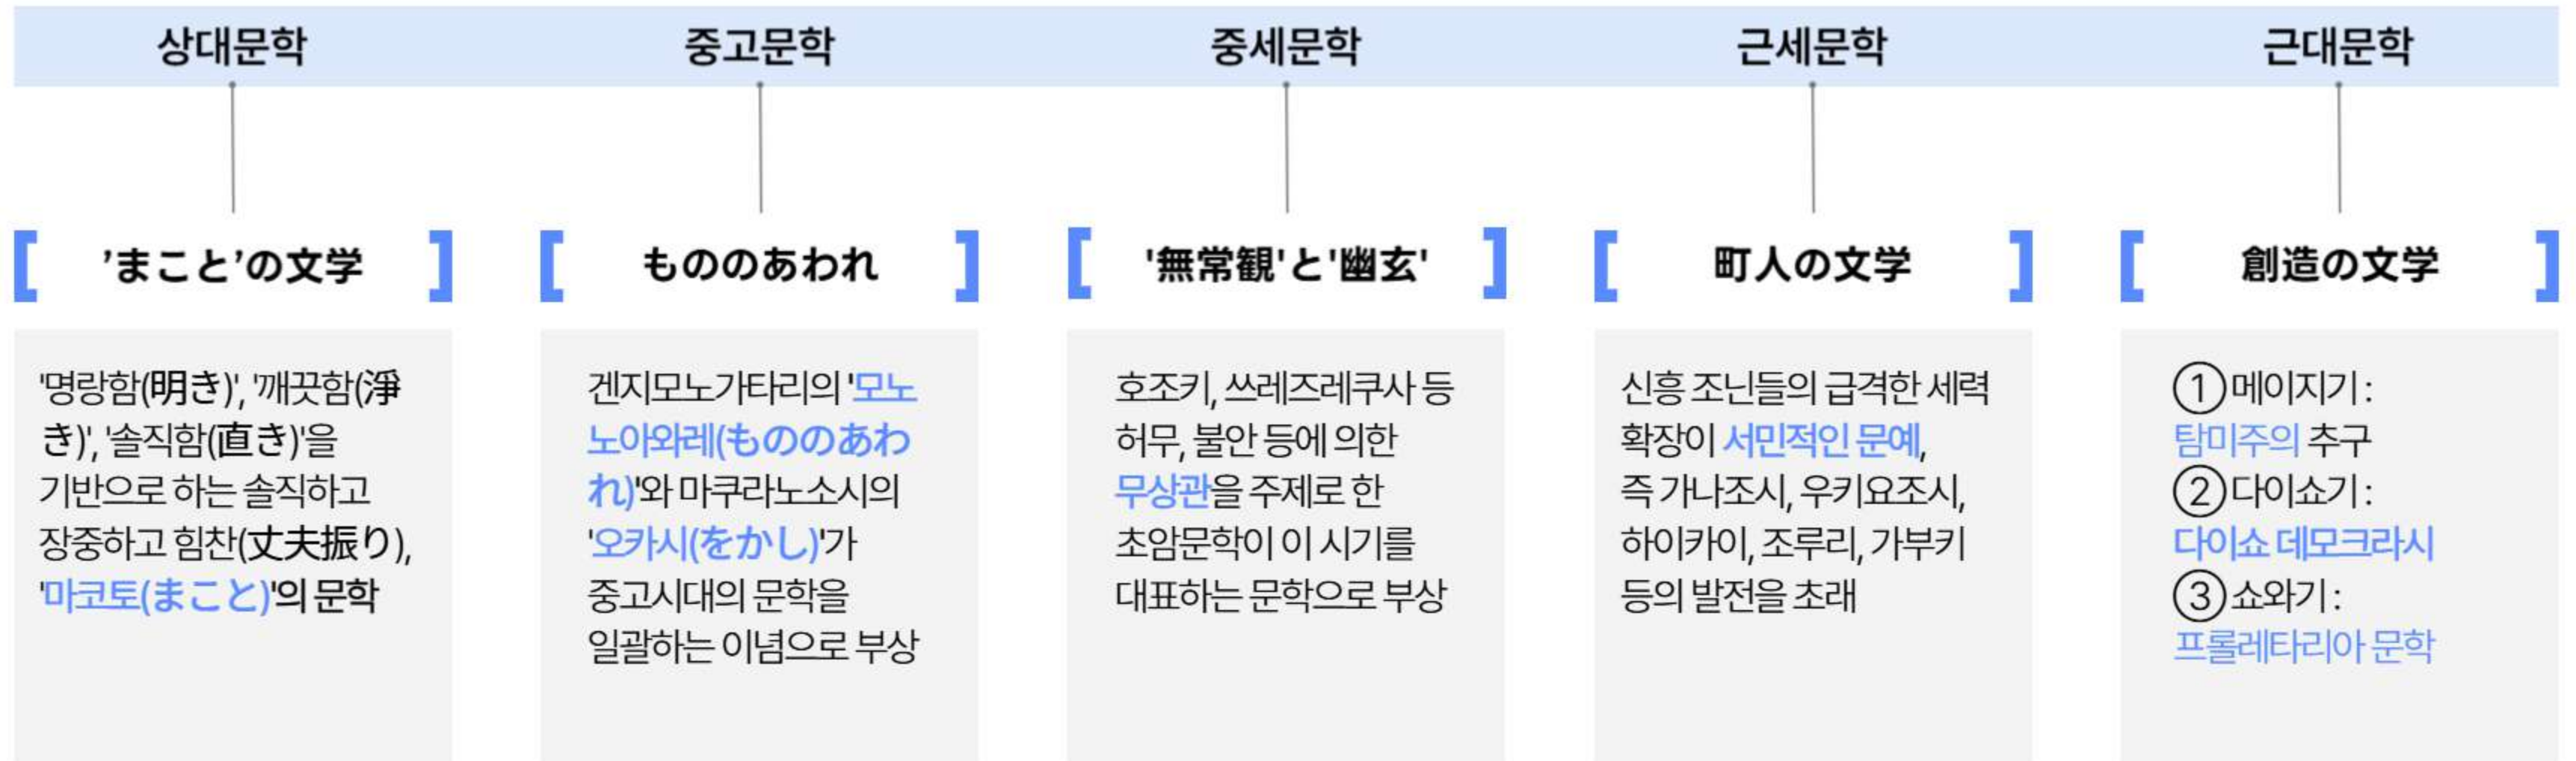 상대문학
중고문학
중세문학
근세문학
근대문학
’まこと’の文学
もののあわれ
'無常観'と'幽玄'
町人の文学
創造の文学
'명랑함(明き)', '깨끗함(淨
き)', '솔직함(直き)'을
기반으로 하는 솔직하고
장중하고 힘찬(丈夫振り),
'마코토(まこと)'의 문학
겐지모노가타리의 '모노
노아와레(もののあわ
れ)'와 마쿠라노소시의
'오카시(をかし)'가
중고시대의 문학을
일괄하는 이념으로 부상
호조키, 쓰레즈레쿠사 등
허무, 불안 등에 의한
무상관을 주제로 한
초암문학이 이 시기를
대표하는 문학으로 부상
신흥 조닌들의 급격한 세력
확장이 서민적인 문예,
즉 가나조시, 우키요조시,
하이카이, 조루리, 가부키
등의 발전을 초래
①메이지기 :
탐미주의 추구
②다이쇼기 :
다이쇼 데모크라시
③쇼와기 :
프롤레타리아 문학